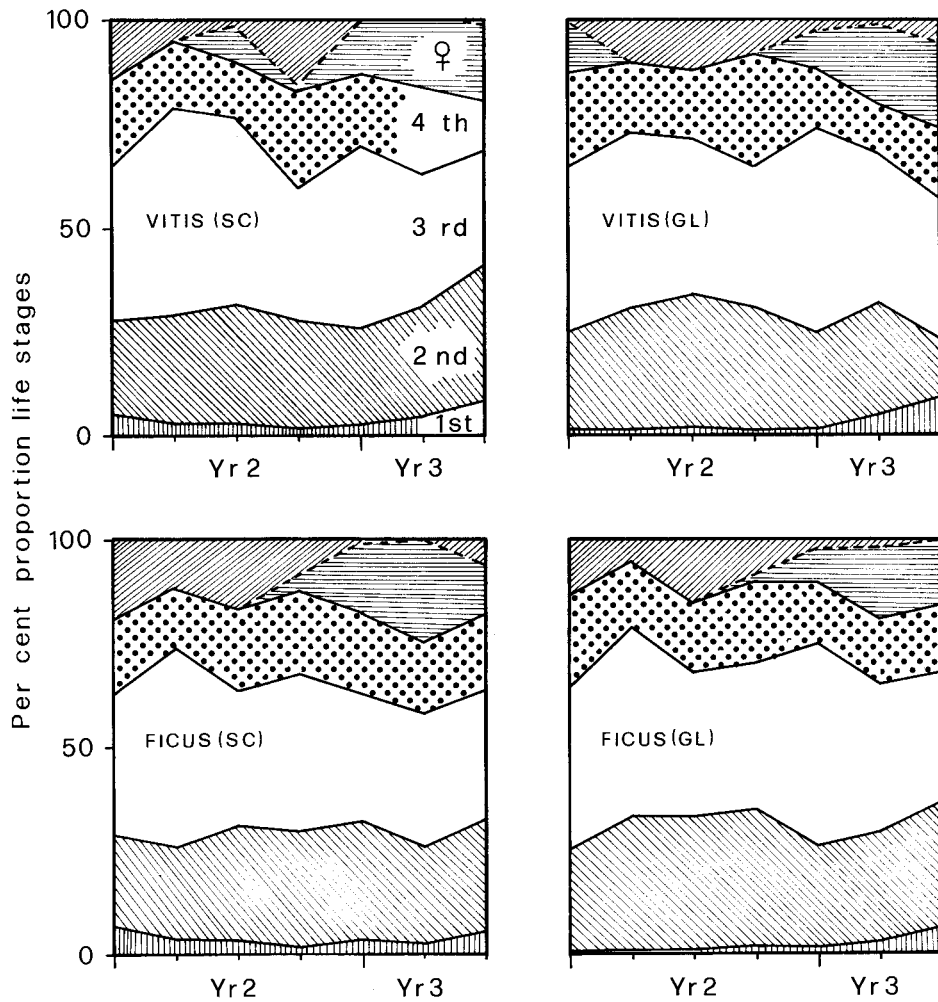 Per cent proportion life stages
100
50
0
♀
4 th
3 rd
2 nd
1st
VITIS (SC)
Yr 2
Yr 3
VITIS (GL)
Yr 2
Yr 3
100
50
0
FICUS (SC)
Yr 2
Yr 3
FICUS (GL)
Yr 2
Yr 3